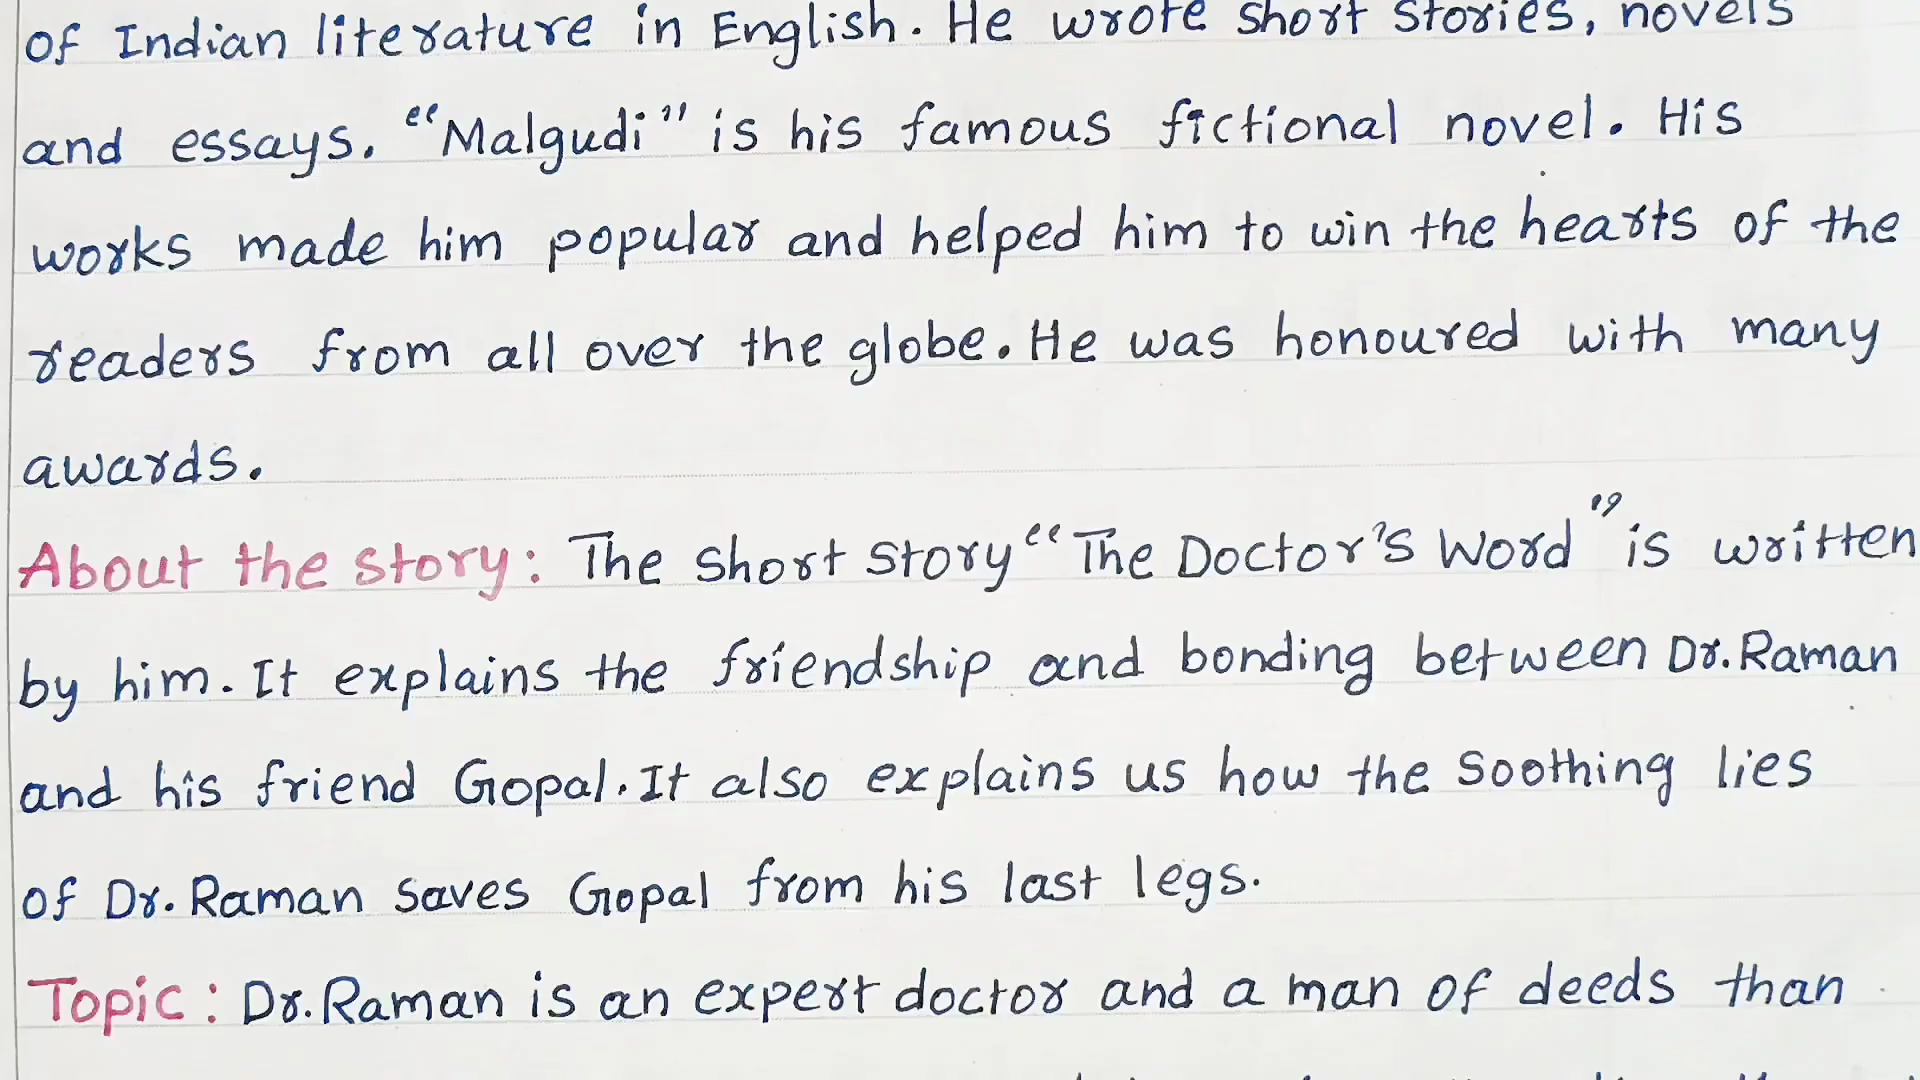 of Indian literature in English. He wrote short stories, novels
and essays. "Malgudi" is his famous fictional novel. His
works made him popular and helped him to win the hearts of the
readers from all over the globe. He was honoured with many
awards.
About the story: The short story "The Doctor's Word" is written
by him. It explains the friendship and bonding between Dr. Raman
and his friend Gopal. It also explains us how the soothing lies
of Dr. Raman saves Gopal from his last legs.
Topic: Dr. Raman is an expert doctor and a man of deeds than